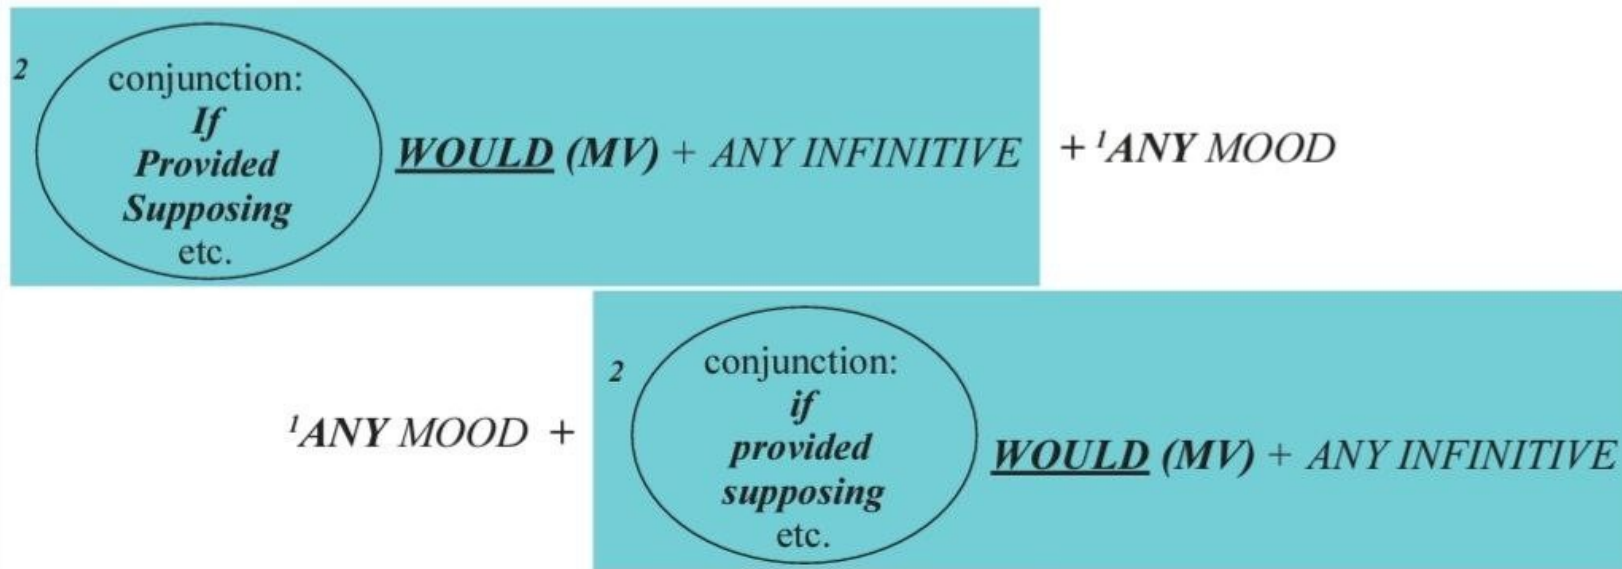 2
conjunction:
If
Provided
Supposing
etc.
WOULD (MV) + ANY INFINITIVE + ¹ANY MOOD
¹ANY MOOD +
2
conjunction:
if
provided
supposing
etc.
WOULD (MV) + ANY INFINITIVE